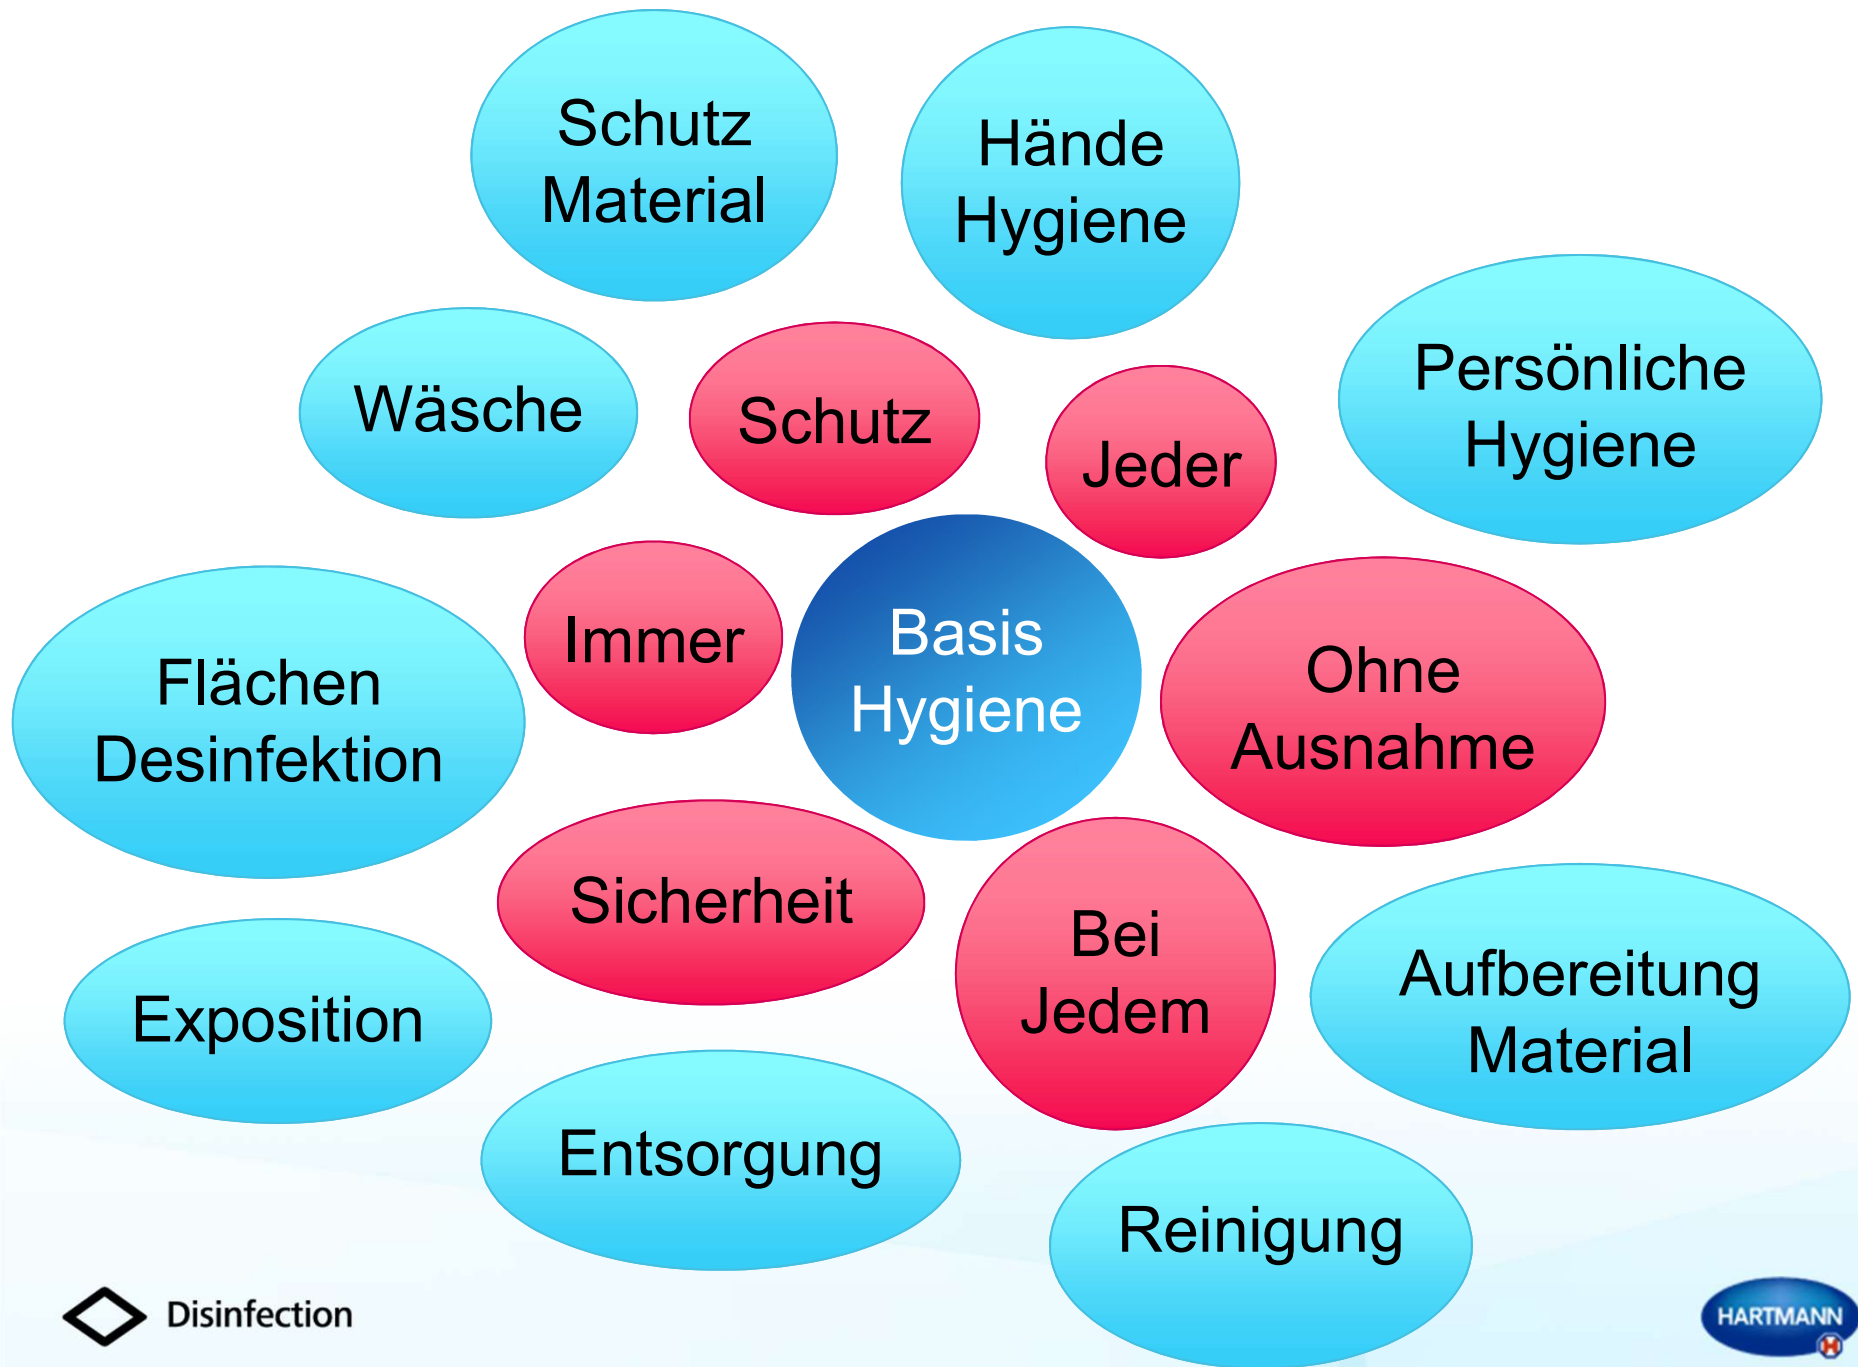 Schutz
Material
Hände
Hygiene
Persönliche
Hygiene
Wäsche
Schutz
Jeder
Immer
Basis
Hygiene
Ohne
Ausnahme
Flächen
Desinfektion
Sicherheit
Bei
Jedem
Aufbereitung
Material
Exposition
Entsorgung
Reinigung
Disinfection
HARTMANN